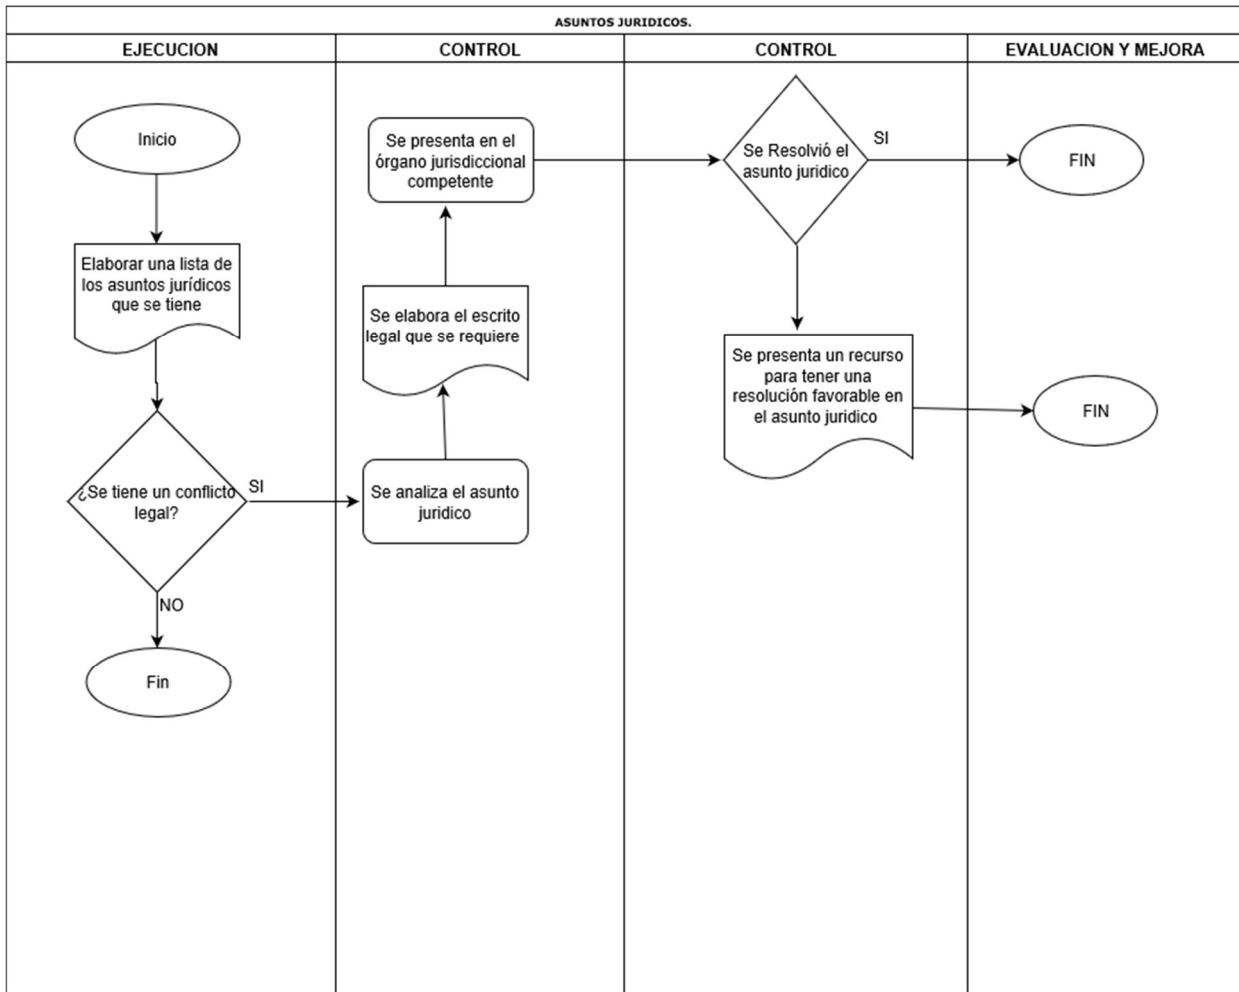 ASUNTOS JURIDICOS.
EJECUCION
CONTROL
CONTROL
EVALUACION Y MEJORA
Inicio
Elaborar una lista de
los asuntos jurídicos
que se tiene
¿Se tiene un conflicto
legal?
SI
NO
Fin
Se presenta en el
órgano jurisdiccional
competente
Se elabora el escrito
legal que se requiere
Se analiza el asunto
juridico
Se Resolvió el
asunto juridico
SI
Se presenta un recurso
para tener una
resolución favorable en
el asunto juridico
FIN
FIN